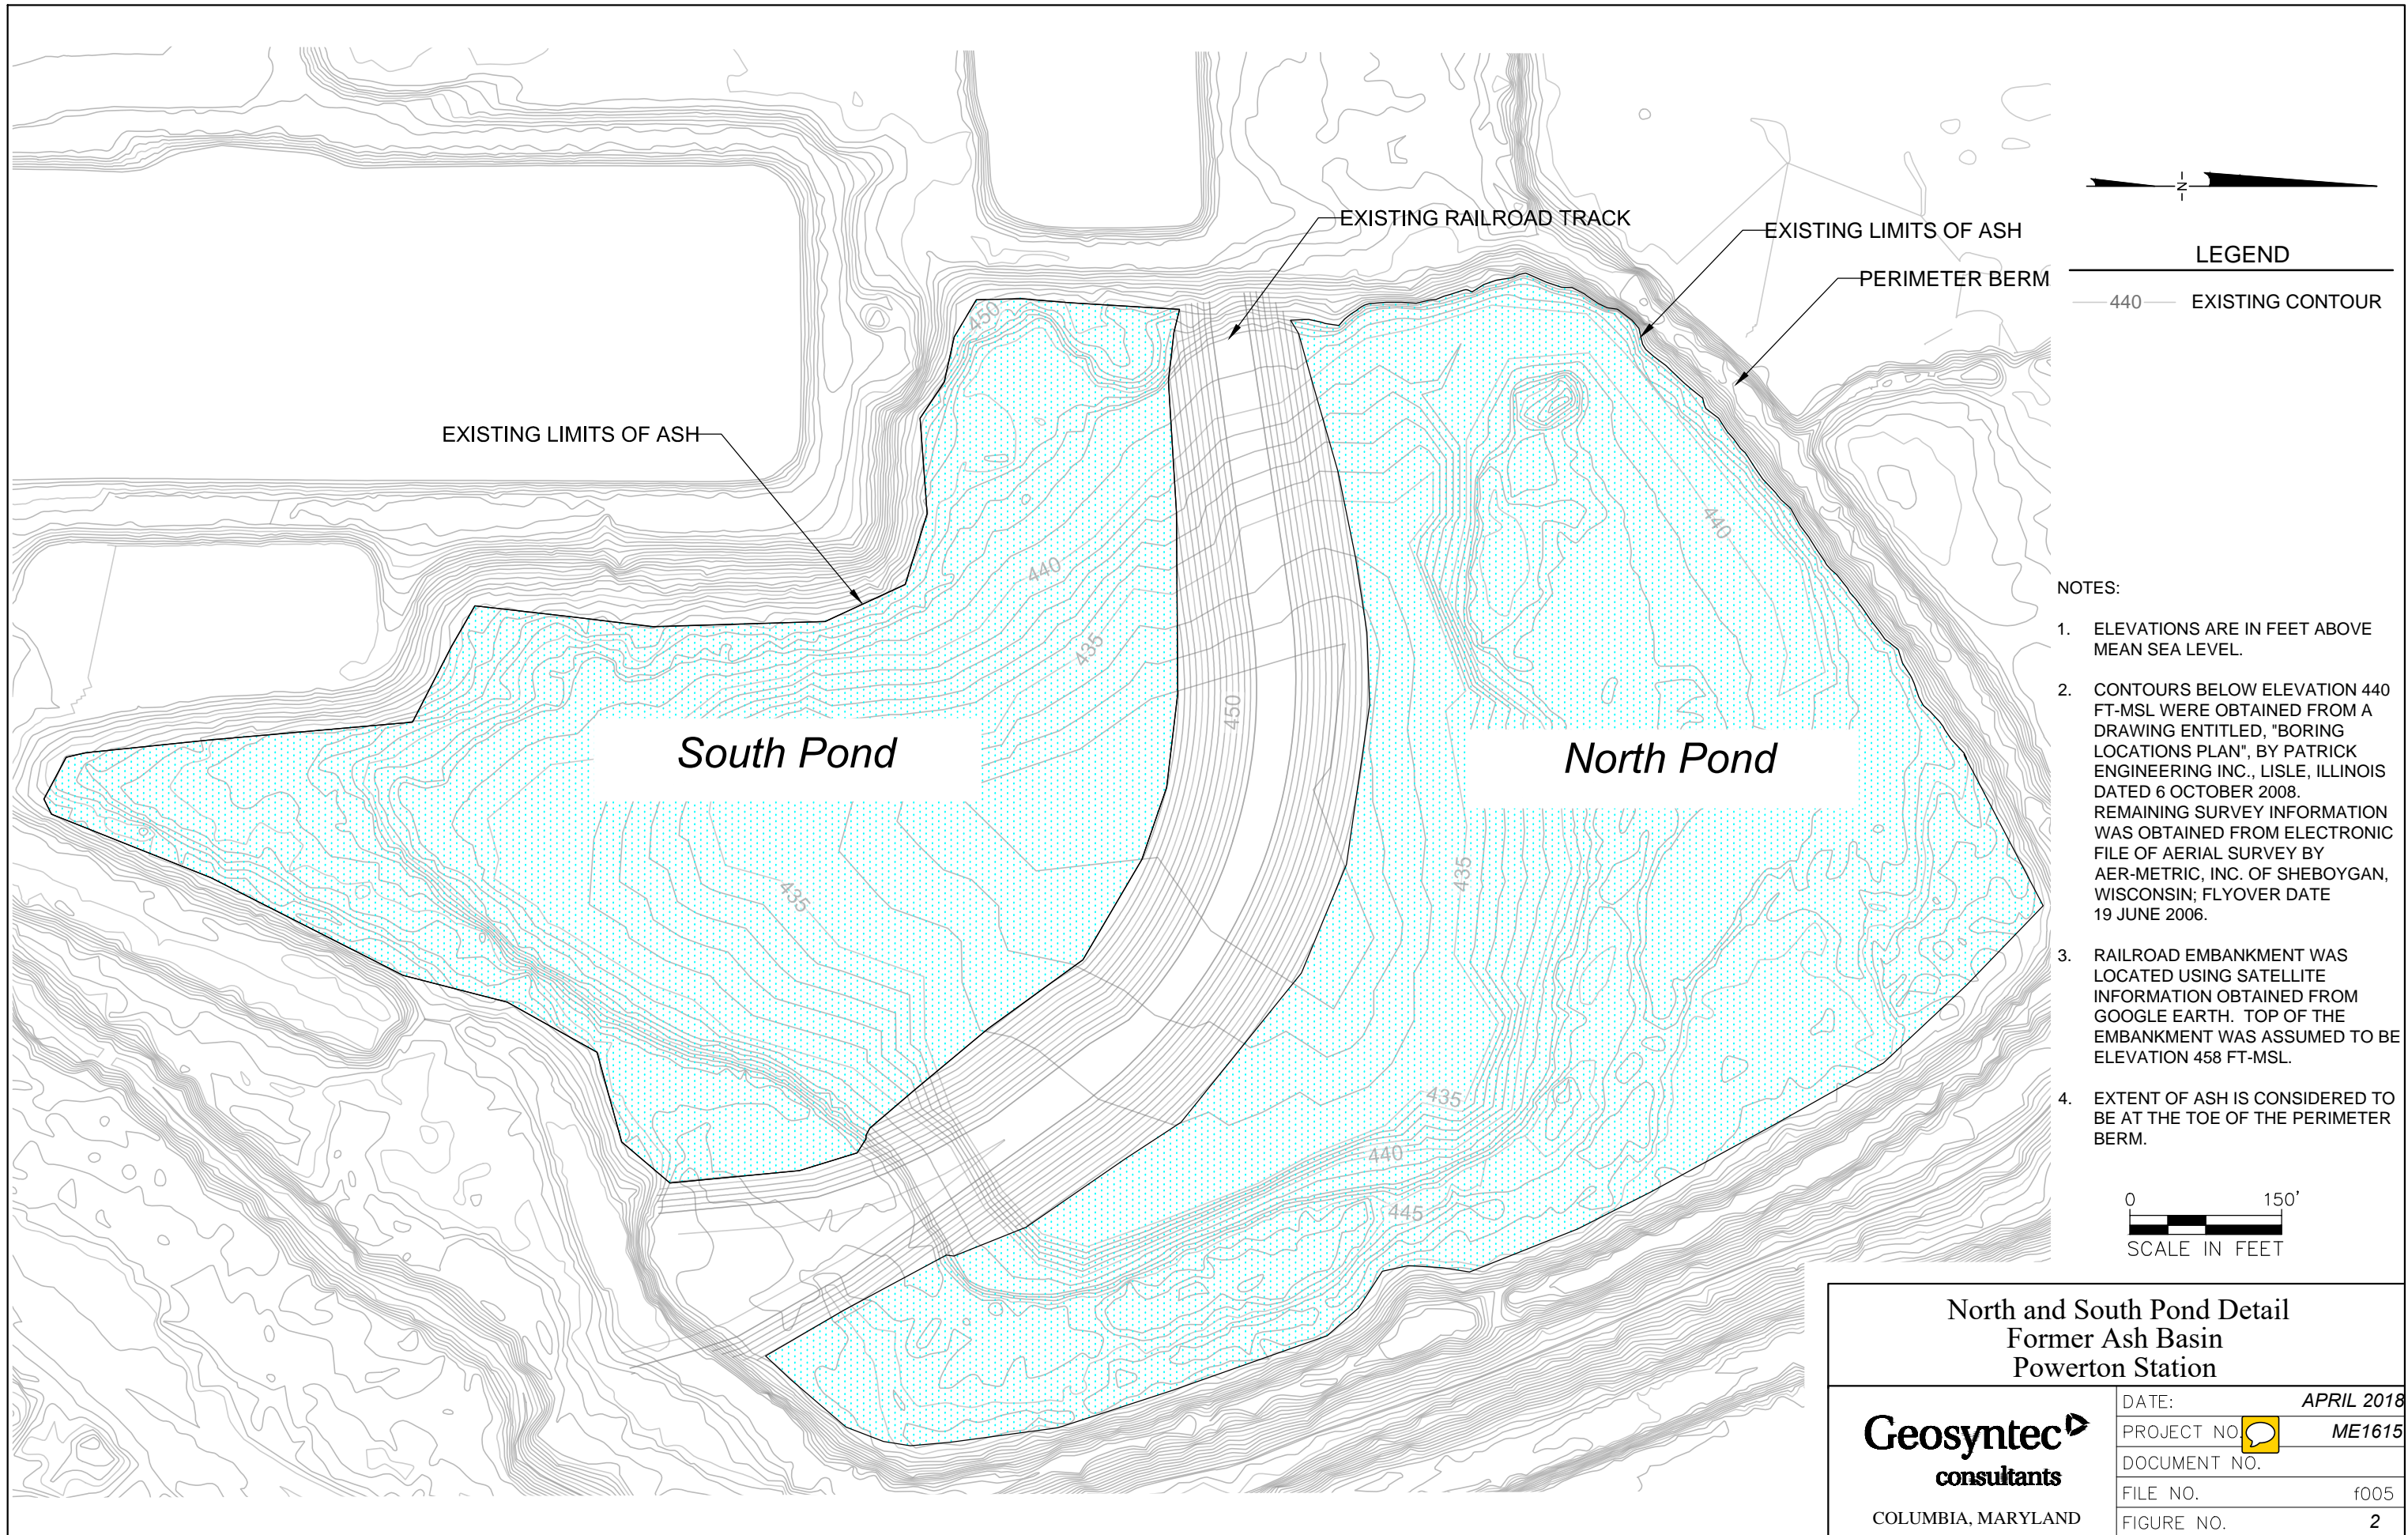 EXISTING RAILROAD TRACK
EXISTING LIMITS OF ASH
PERIMETER BERM
EXISTING LIMITS OF ASH
450
440
435
450
440
435
435
435
440
445
South Pond
North Pond
N
LEGEND
440 EXISTING CONTOUR
NOTES:
1. ELEVATIONS ARE IN FEET ABOVE
MEAN SEA LEVEL.
2. CONTOURS BELOW ELEVATION 440
FT-MSL WERE OBTAINED FROM A
DRAWING ENTITLED, "BORING
LOCATIONS PLAN", BY PATRICK
ENGINEERING INC., LISLE, ILLINOIS
DATED 6 OCTOBER 2008.
REMAINING SURVEY INFORMATION
WAS OBTAINED FROM ELECTRONIC
FILE OF AERIAL SURVEY BY
AER-METRIC, INC. OF SHEBOYGAN,
WISCONSIN; FLYOVER DATE
19 JUNE 2006.
3. RAILROAD EMBANKMENT WAS
LOCATED USING SATELLITE
INFORMATION OBTAINED FROM
GOOGLE EARTH. TOP OF THE
EMBANKMENT WAS ASSUMED TO BE
ELEVATION 458 FT-MSL.
4. EXTENT OF ASH IS CONSIDERED TO
BE AT THE TOE OF THE PERIMETER
BERM.
0 150'
SCALE IN FEET
North and South Pond Detail
Former Ash Basin
Powerton Station
Geosyntec
consultants
COLUMBIA, MARYLAND
DATE: APRIL 2018
PROJECT NO. ME1615
DOCUMENT NO.
FILE NO. f005
FIGURE NO. 2